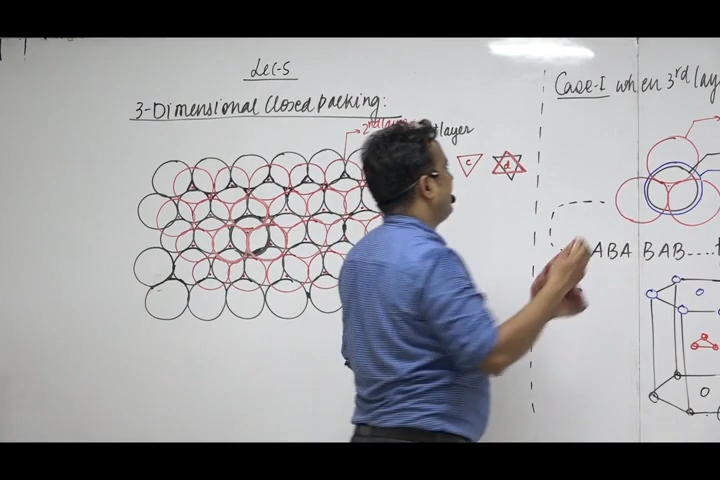 Lec-5
3-Dimensional Closed Packing:
2nd layer
layer
c
d
Case-I when 3rd lay
ABA BAB....